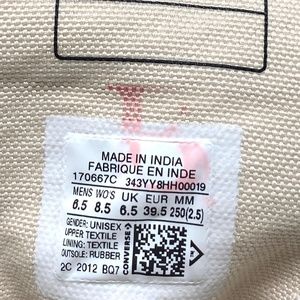 MADE IN INDIA
FABRIQUE EN INDE
170667C 343YY8HH00019
MENS WO'S UK EUR MM
6.5 8.5 6.5 39.5 250(2.5)
GENDER: UNISEX
UPPER: TEXTILE
LINING: TEXTILE
OUTSOLE: RUBBER
2C 2012 BQ7
CONVERSE